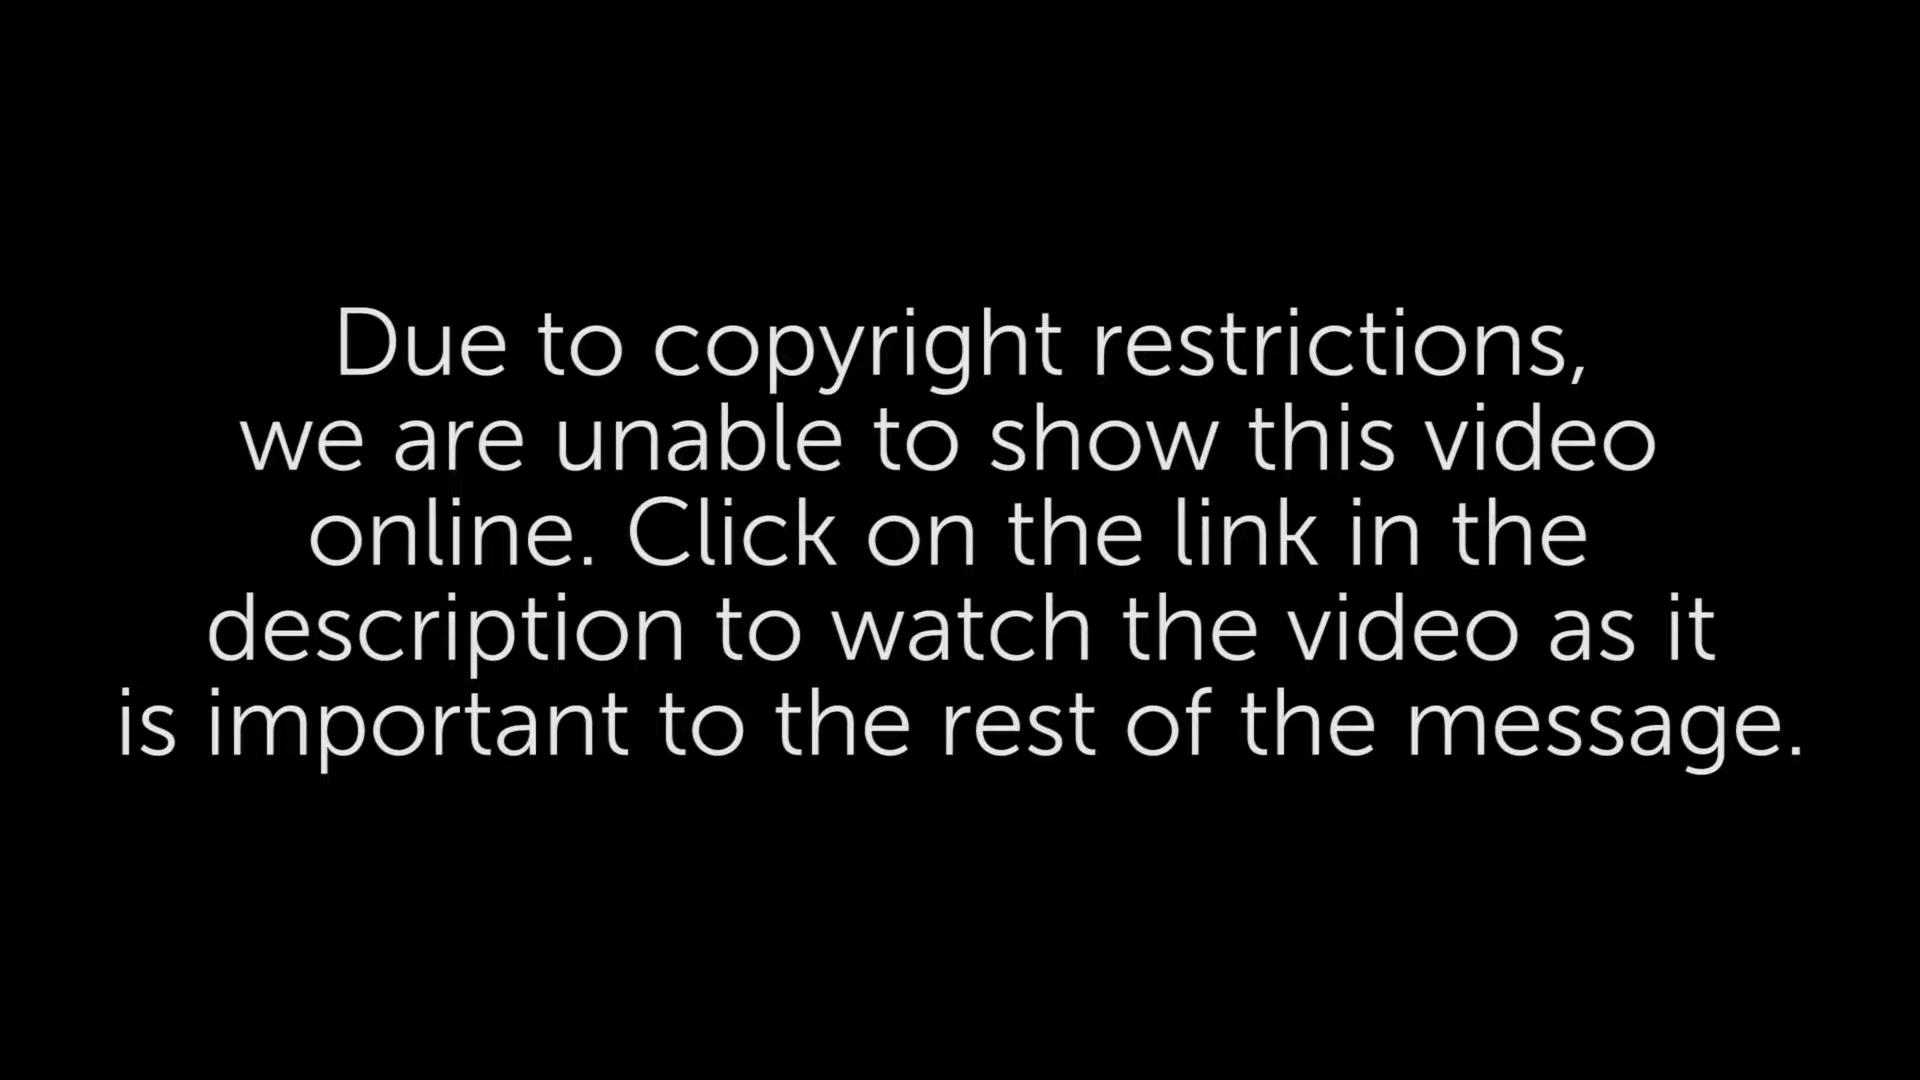 Due to copyright restrictions,
we are unable to show this video
online. Click on the link in the
description to watch the video as it
is important to the rest of the message.